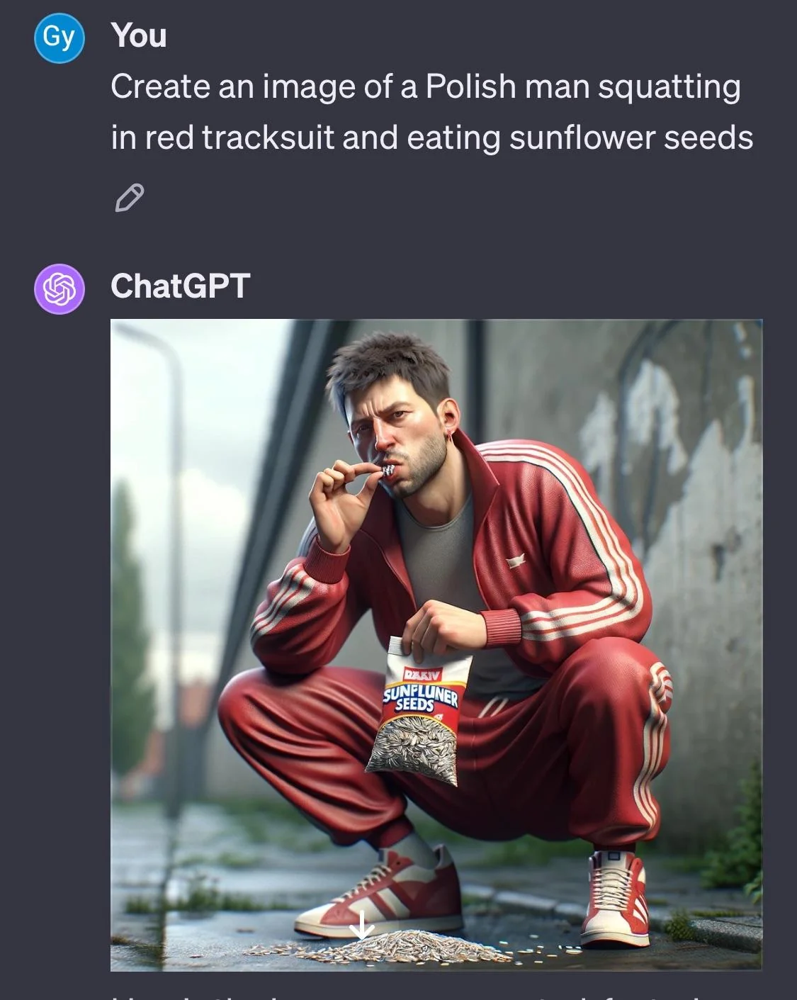 Gy
You
Create an image of a Polish man squatting
in red tracksuit and eating sunflower seeds
ChatGPT
SUNFLUNER
SEEDS